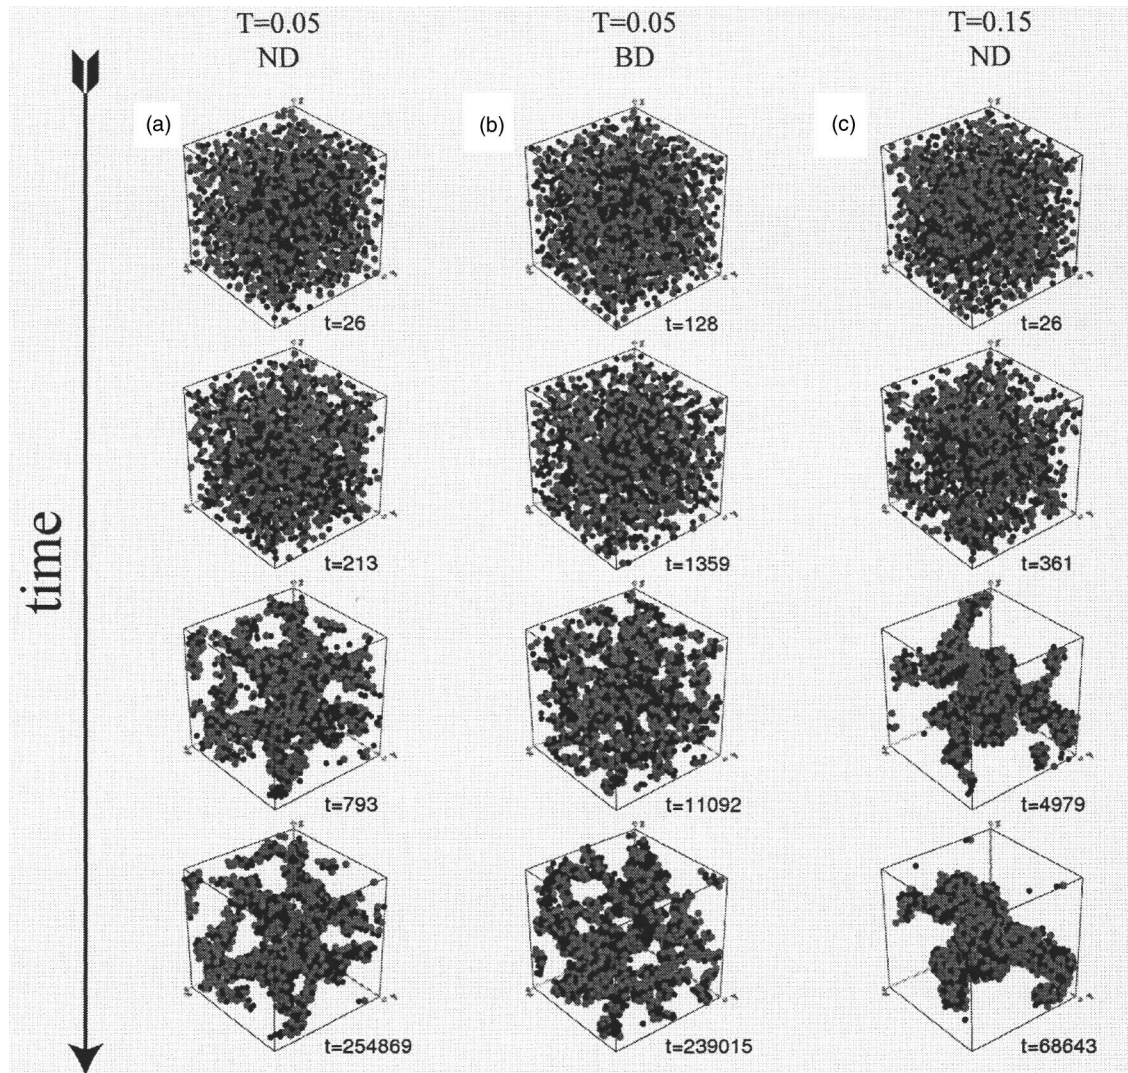 T=0.05
ND
T=0.05
BD
T=0.15
ND
(a)
(b)
(c)
t=26
t=128
t=26
t=213
t=1359
t=361
time
t=793
t=11092
t=4979
t=254869
t=239015
t=68643